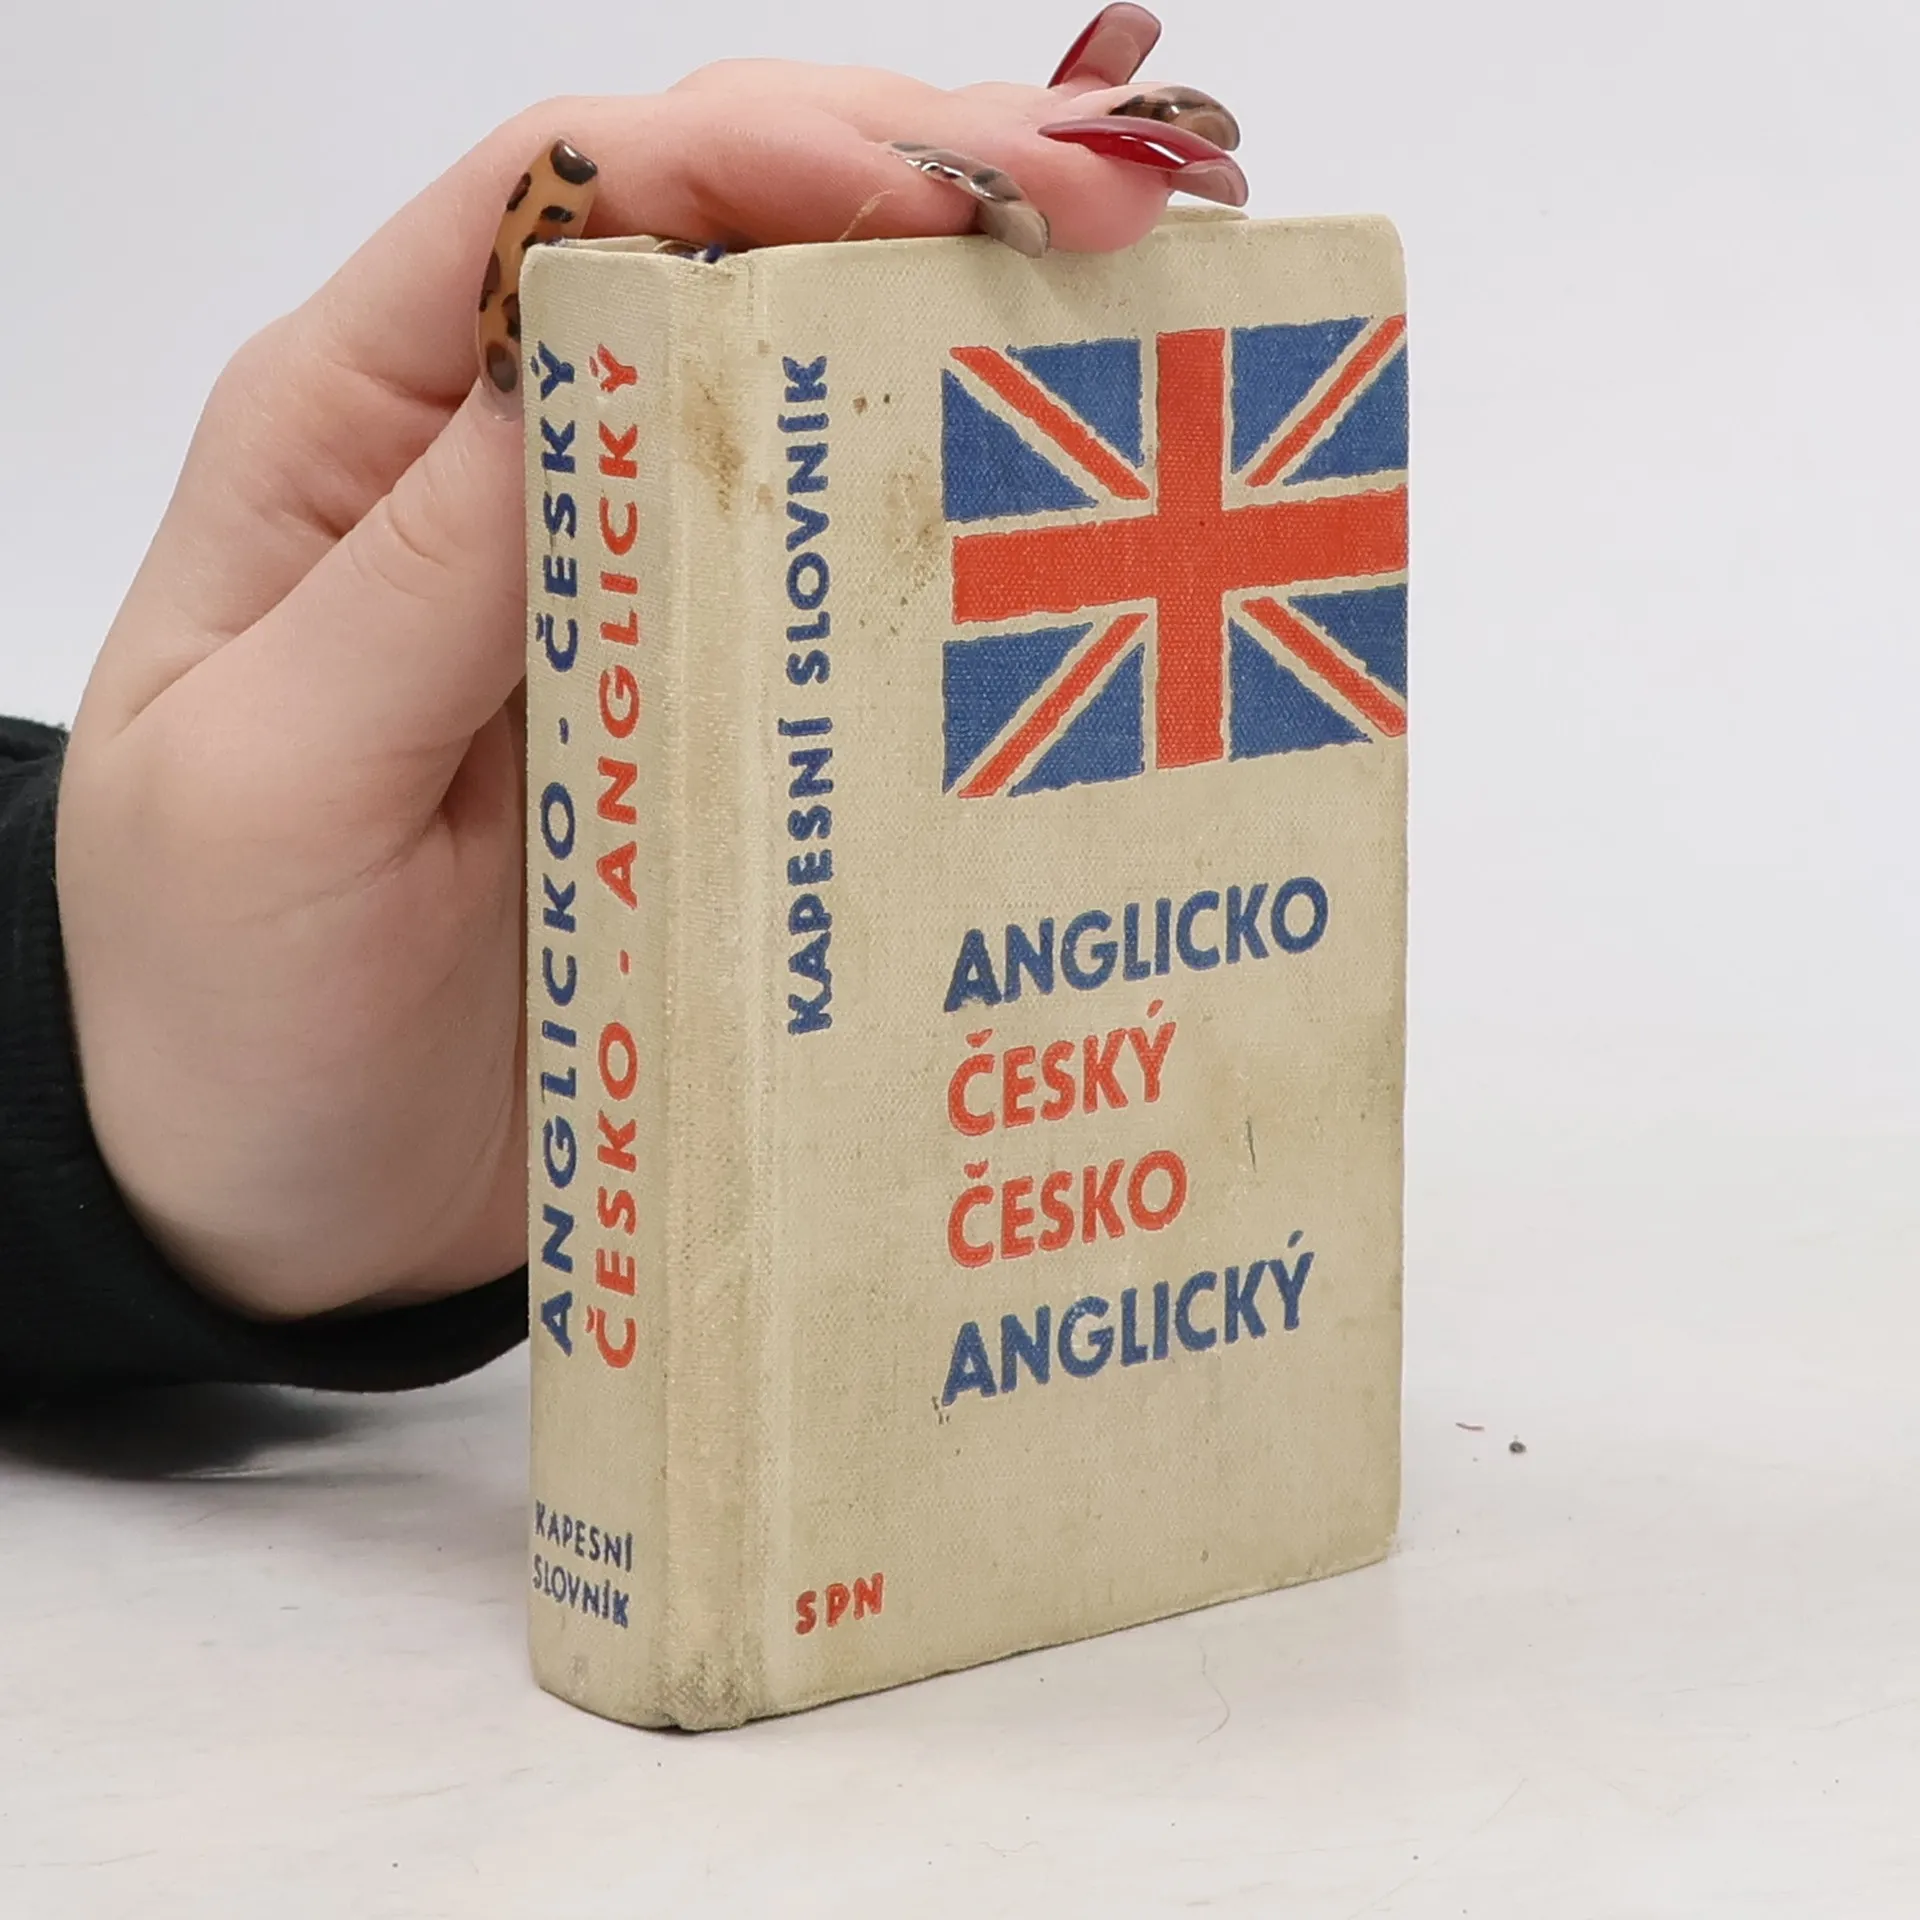 ANGLICKO - ČESKÝ
ČESKO - ANGLICKÝ
KAPESNÍ
SLOVNÍK
KAPESNÍ SLOVNÍK
ANGLICKO
ČESKÝ
ČESKO
ANGLICKÝ
SPN